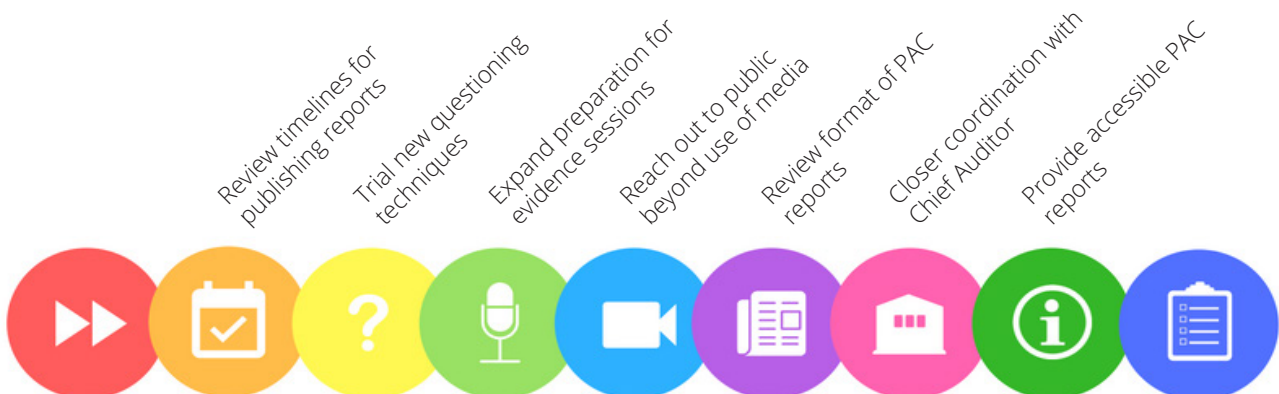 Review timelines for
publishing reports
Trial new questioning
techniques
Expand preparation for
evidence sessions
Reach out to public
beyond use of media
Review format of PAC
reports
Closer coordination with
Chief Auditor
Provide accessible PAC
reports
?
i